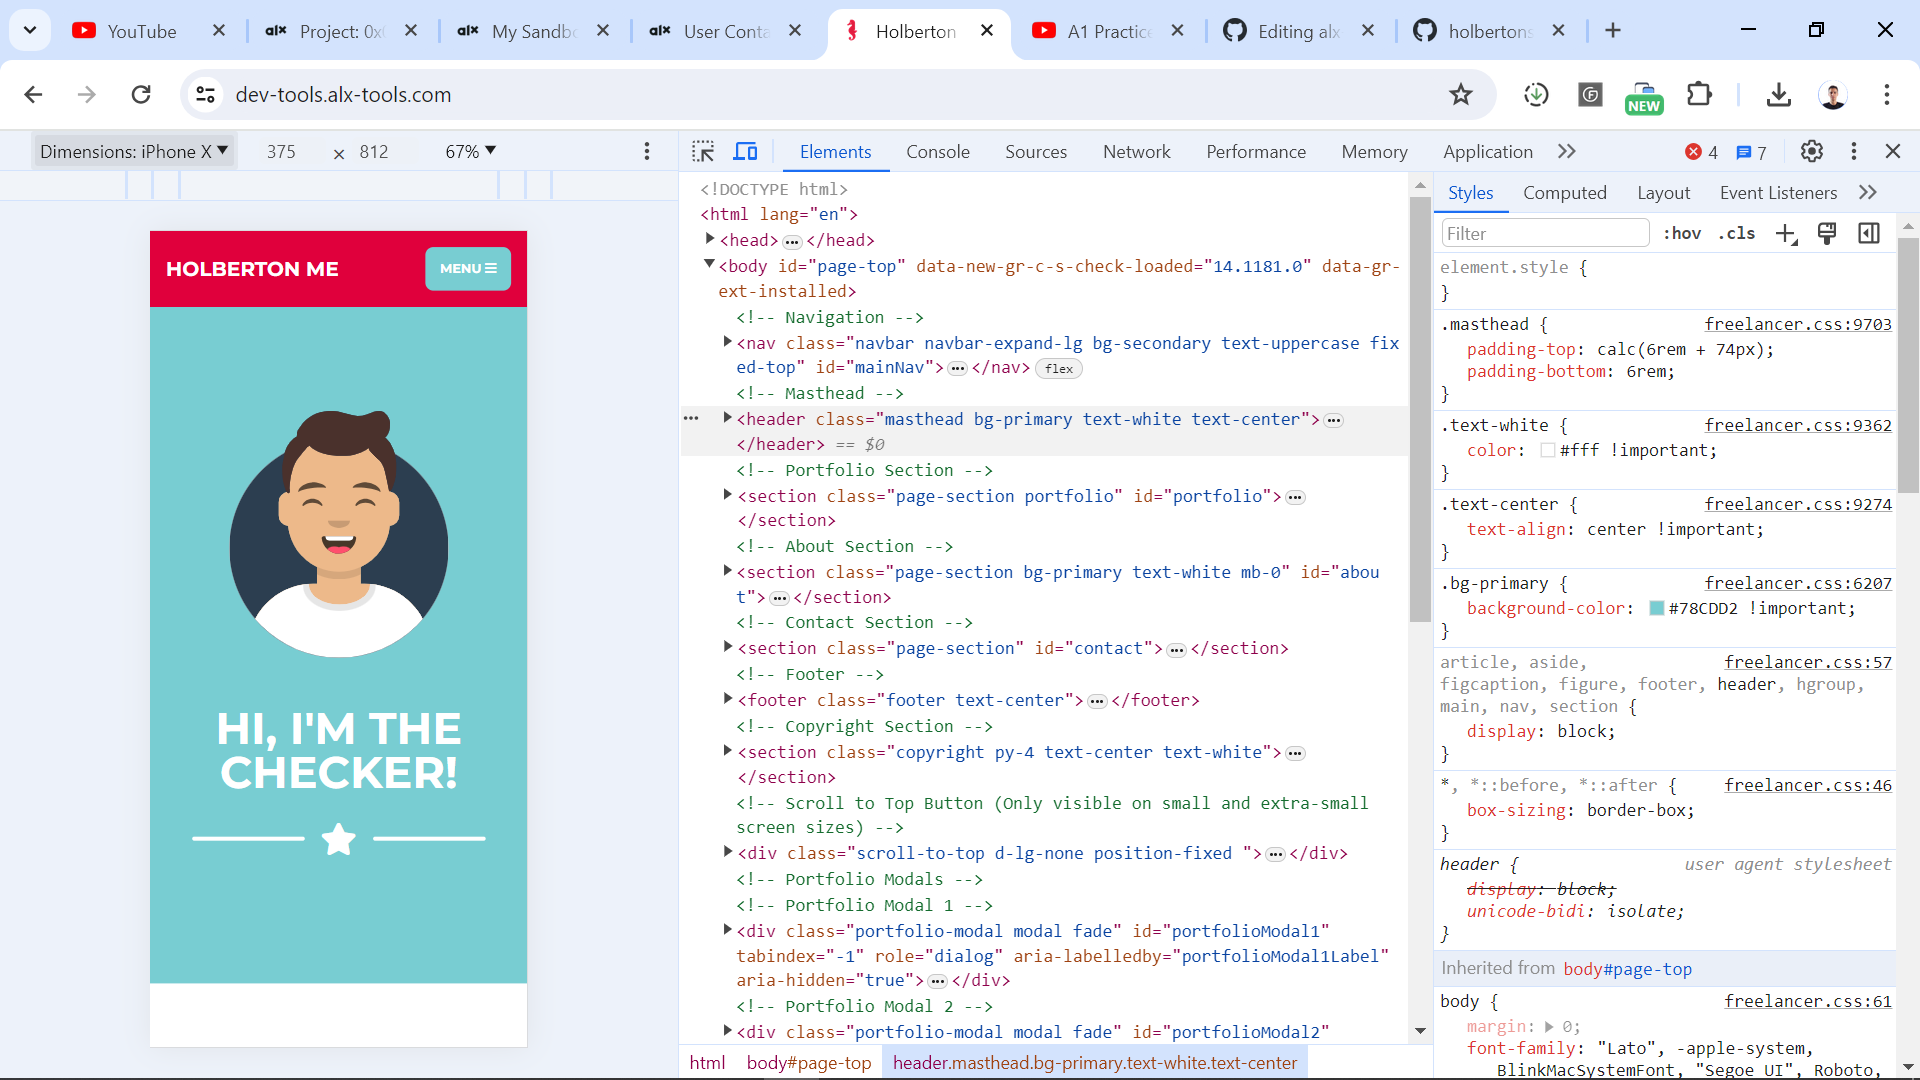 YouTube
Project: 0x
My Sandb
User Conta
Holberton
A1 Practice
Editing alx
holbertons
dev-tools.alx-tools.com
NEW
Dimensions: iPhone X 375 × 812 67%
Elements Console Sources Network Performance Memory Application 4 7
HOLBERTON ME
MENU
HI, I'M THE
CHECKER!
<!DOCTYPE html>
<html lang="en">
<head> ••• </head>
<body id="page-top" data-new-gr-c-s-check-loaded="14.1181.0" data-gr-
ext-installed>
<!-- Navigation -->
<nav class="navbar navbar-expand-lg bg-secondary text-uppercase fix
ed-top" id="mainNav"> ••• </nav> flex
<!-- Masthead -->
<header class="masthead bg-primary text-white text-center"> •••
</header> == $0
<!-- Portfolio Section -->
<section class="page-section portfolio" id="portfolio"> •••
</section>
<!-- About Section -->
<section class="page-section bg-primary text-white mb-0" id="abou
t"> ••• </section>
<!-- Contact Section -->
<section class="page-section" id="contact"> ••• </section>
<!-- Footer -->
<footer class="footer text-center"> ••• </footer>
<!-- Copyright Section -->
<section class="copyright py-4 text-center text-white"> •••
</section>
<!-- Scroll to Top Button (Only visible on small and extra-small
screen sizes) -->
<div class="scroll-to-top d-lg-none position-fixed "> ••• </div>
<!-- Portfolio Modals -->
<!-- Portfolio Modal 1 -->
<div class="portfolio-modal modal fade" id="portfolioModal1"
tabindex="-1" role="dialog" aria-labelledby="portfolioModal1Label"
aria-hidden="true"> ••• </div>
<!-- Portfolio Modal 2 -->
<div class="portfolio-modal modal fade" id="portfolioModal2"
html body#page-top header.masthead.bg-primary.text-white.text-center
Styles Computed Layout Event Listeners
Filter :hov .cls
element.style {
}
.masthead { freelancer.css:9703
padding-top: calc(6rem + 74px);
padding-bottom: 6rem;
}
.text-white { freelancer.css:9362
color: #fff !important;
}
.text-center { freelancer.css:9274
text-align: center !important;
}
.bg-primary { freelancer.css:6207
background-color: #78CDD2 !important;
}
article, aside, freelancer.css:57
figcaption, figure, footer, header, hgroup,
main, nav, section {
display: block;
}
*, *::before, *::after { freelancer.css:46
box-sizing: border-box;
}
header { user agent stylesheet
display: block;
unicode-bidi: isolate;
}
Inherited from body#page-top
body { freelancer.css:61
margin: 0;
font-family: "Lato", -apple-system,
BlinkMacSystemFont, "Segoe UI", Roboto,